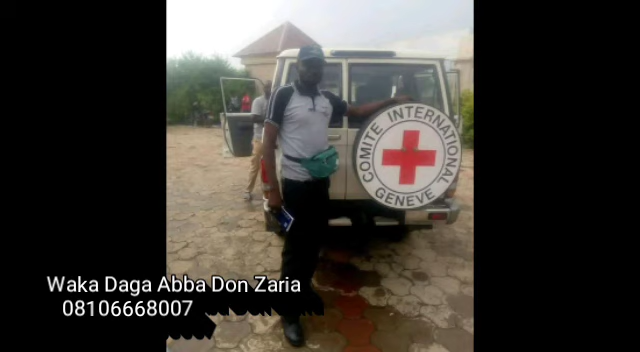 COMITE INTERNATIONAL
GENEVE
Waka Daga Abba Don Zaria
08106668007